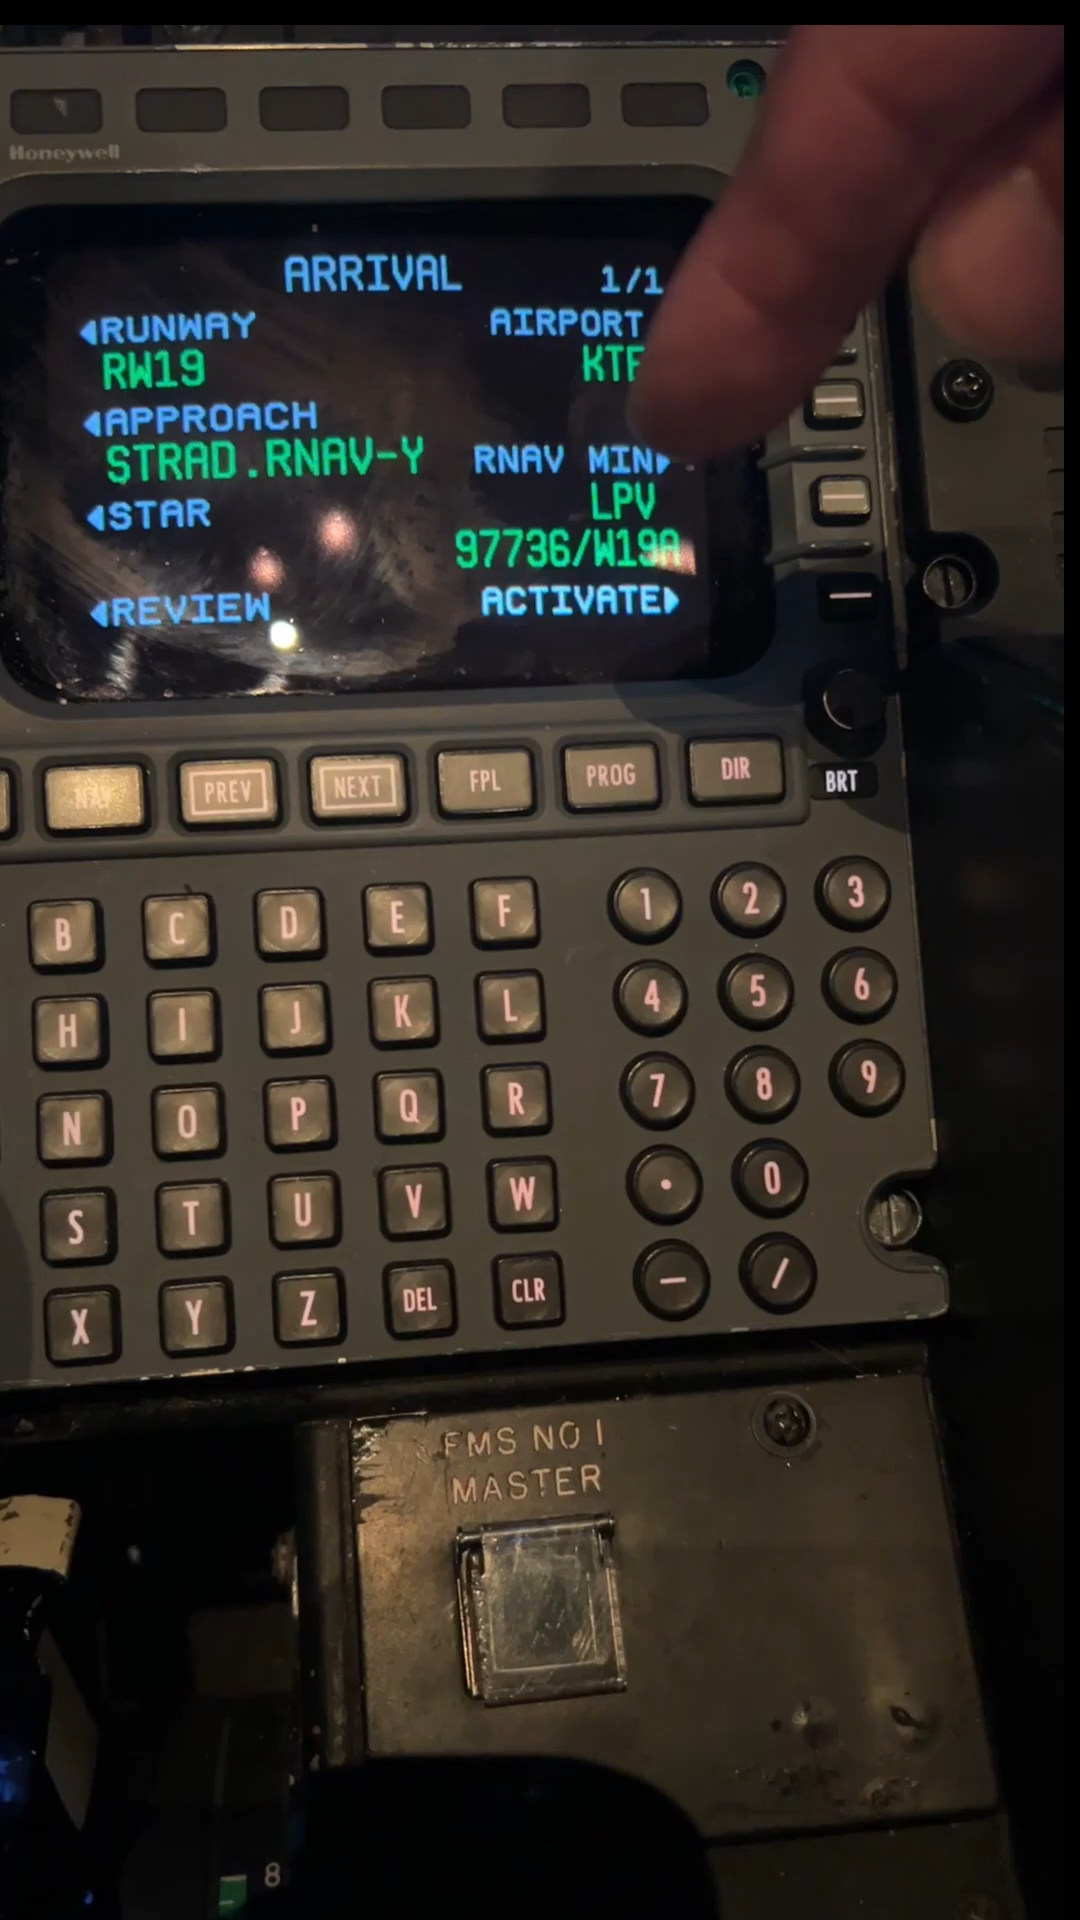 Honeywell
ARRIVAL 1/1
◀RUNWAY AIRPORT
RW19
◀APPROACH
STRAD.RNAV-Y RNAV MIN▶
◀STAR LPV
97736/W19A
◀REVIEW ACTIVATE▶
NAV PREV NEXT FPL PROG DIR BRT
B C D E F 1 2 3
H I J K L 4 5 6
N O P Q R 7 8 9
S T U V W • 0
X Y Z DEL CLR − /
FMS NO 1
MASTER
8